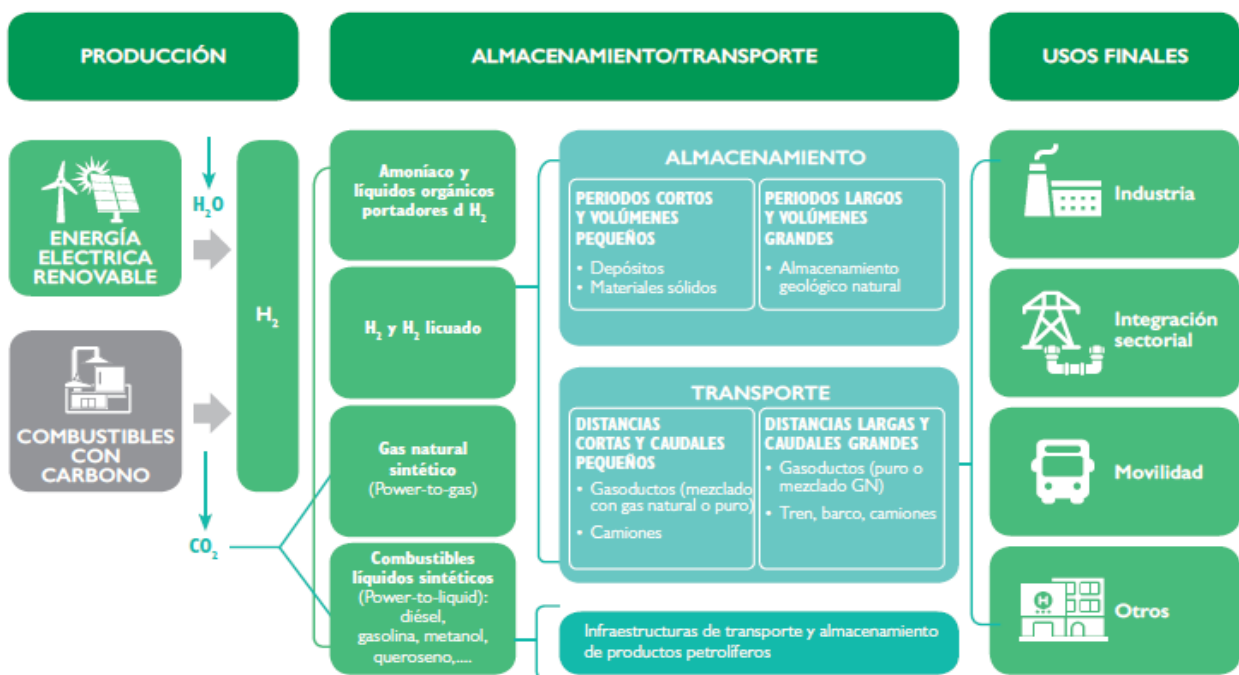 PRODUCCIÓN
ALMACENAMIENTO/TRANSPORTE
USOS FINALES
ENERGÍA
ELECTRICA
RENOVABLE
H₂O
COMBUSTIBLES
CON
CARBONO
CO₂
H₂
Amoníaco y
líquidos orgánicos
portadores d H₂
H₂ y H₂ licuado
Gas natural
sintético
(Power-to-gas)
Combustibles
líquidos sintéticos
(Power-to-liquid):
diésel,
gasolina, metanol,
queroseno,....
ALMACENAMIENTO
PERIODOS CORTOS
Y VOLÚMENES
PEQUEÑOS
• Depósitos
• Materiales sólidos
PERIODOS LARGOS
Y VOLÚMENES
GRANDES
• Almacenamiento
geológico natural
TRANSPORTE
DISTANCIAS
CORTAS Y CAUDALES
PEQUEÑOS
• Gasoductos (mezclado
con gas natural o puro)
• Camiones
DISTANCIAS LARGAS Y
CAUDALES GRANDES
• Gasoductos (puro o
mezclado GN)
• Tren, barco, camiones
Infraestructuras de transporte y almacenamiento
de productos petrolíferos
Industria
Integración
sectorial
Movilidad
H
Otros